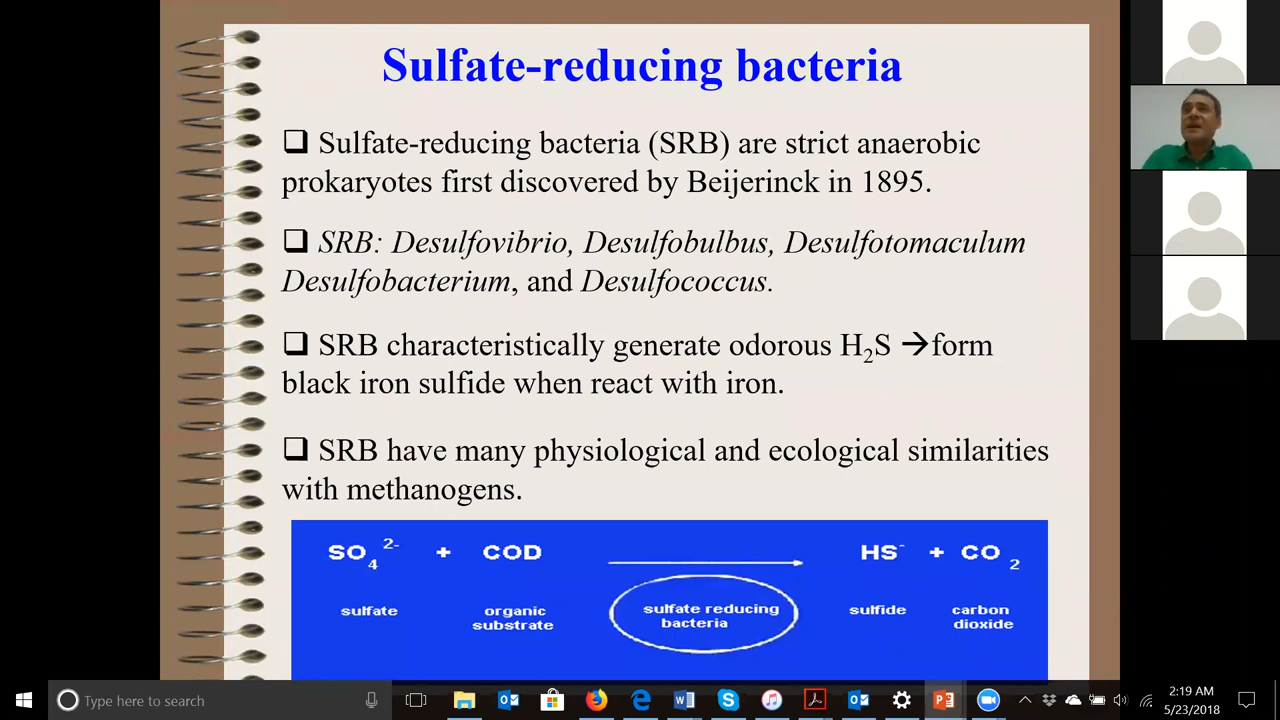 Sulfate-reducing bacteria
❑ Sulfate-reducing bacteria (SRB) are strict anaerobic
prokaryotes first discovered by Beijerinck in 1895.
❑ SRB: Desulfovibrio, Desulfobulbus, Desulfotomaculum
Desulfobacterium, and Desulfococcus.
❑ SRB characteristically generate odorous H₂S →form
black iron sulfide when react with iron.
❑ SRB have many physiological and ecological similarities
with methanogens.
SO₄²⁻ + COD HS⁻ + CO₂
sulfate organic substrate sulfate reducing bacteria sulfide carbon dioxide
Type here to search
2:19 AM
5/23/2018